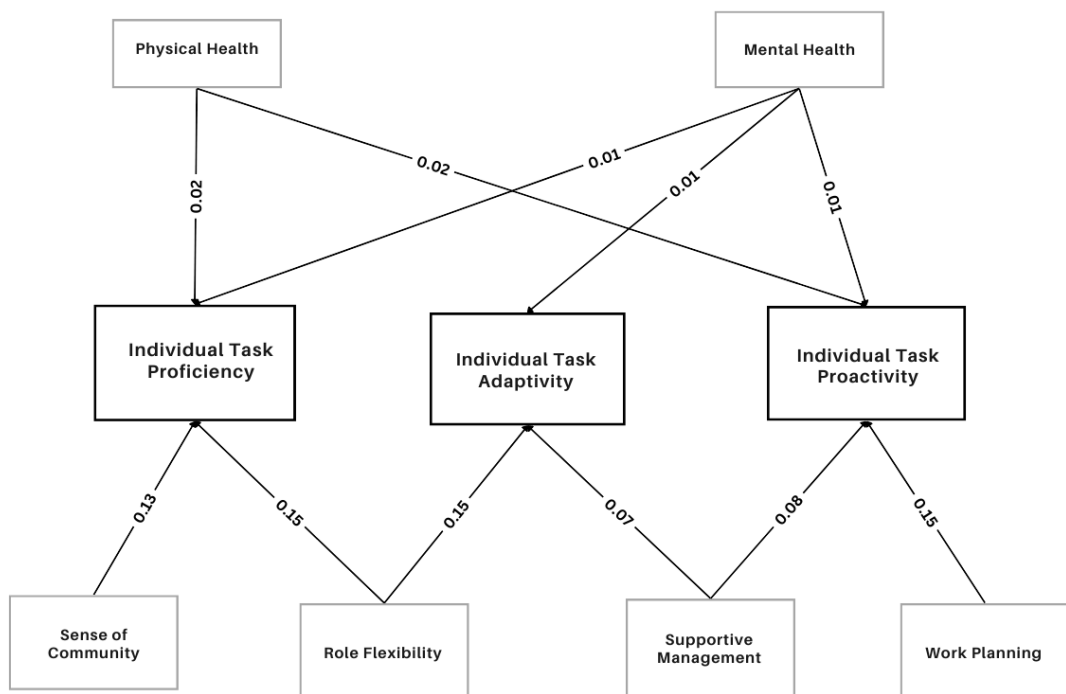 Physical Health
Mental Health
0.02
0.02
0.01
0.01
0.01
Individual Task
Proficiency
Individual Task
Adaptivity
Individual Task
Proactivity
0.13
0.15
0.15
0.07
0.08
0.15
Sense of
Community
Role Flexibility
Supportive
Management
Work Planning